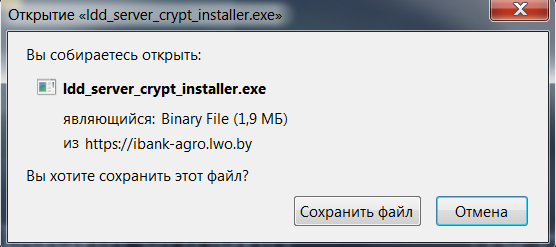 Открытие «ldd_server_crypt_installer.exe»
Вы собираетесь открыть:
ldd_server_crypt_installer.exe
являющийся: Binary File (1,9 МБ)
из https://ibank-agro.lwo.by
Вы хотите сохранить этот файл?
Сохранить файл Отмена